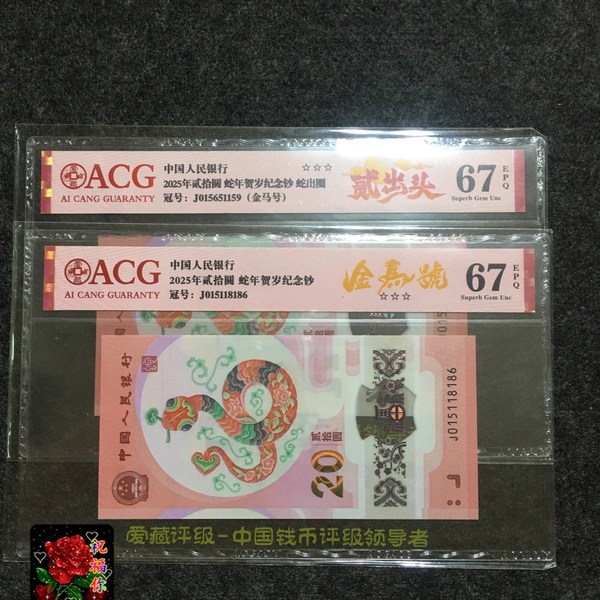 ACG
AI CANG GUARANTY
中国人民银行
2025年贰拾圆 蛇年贺岁纪念钞 蛇出圈
冠号：J015651159（金马号）
☆☆☆
贰出头
67
EPQ
Superb Gem Unc
ACG
AI CANG GUARANTY
中国人民银行
2025年贰拾圆 蛇年贺岁纪念钞
冠号：J015118186
金马號
☆☆☆
67
EPQ
Superb Gem Unc
中国人民银行
贰拾圆
20
J015118186
爱藏评级-中国钱币评级领导者
祝福你